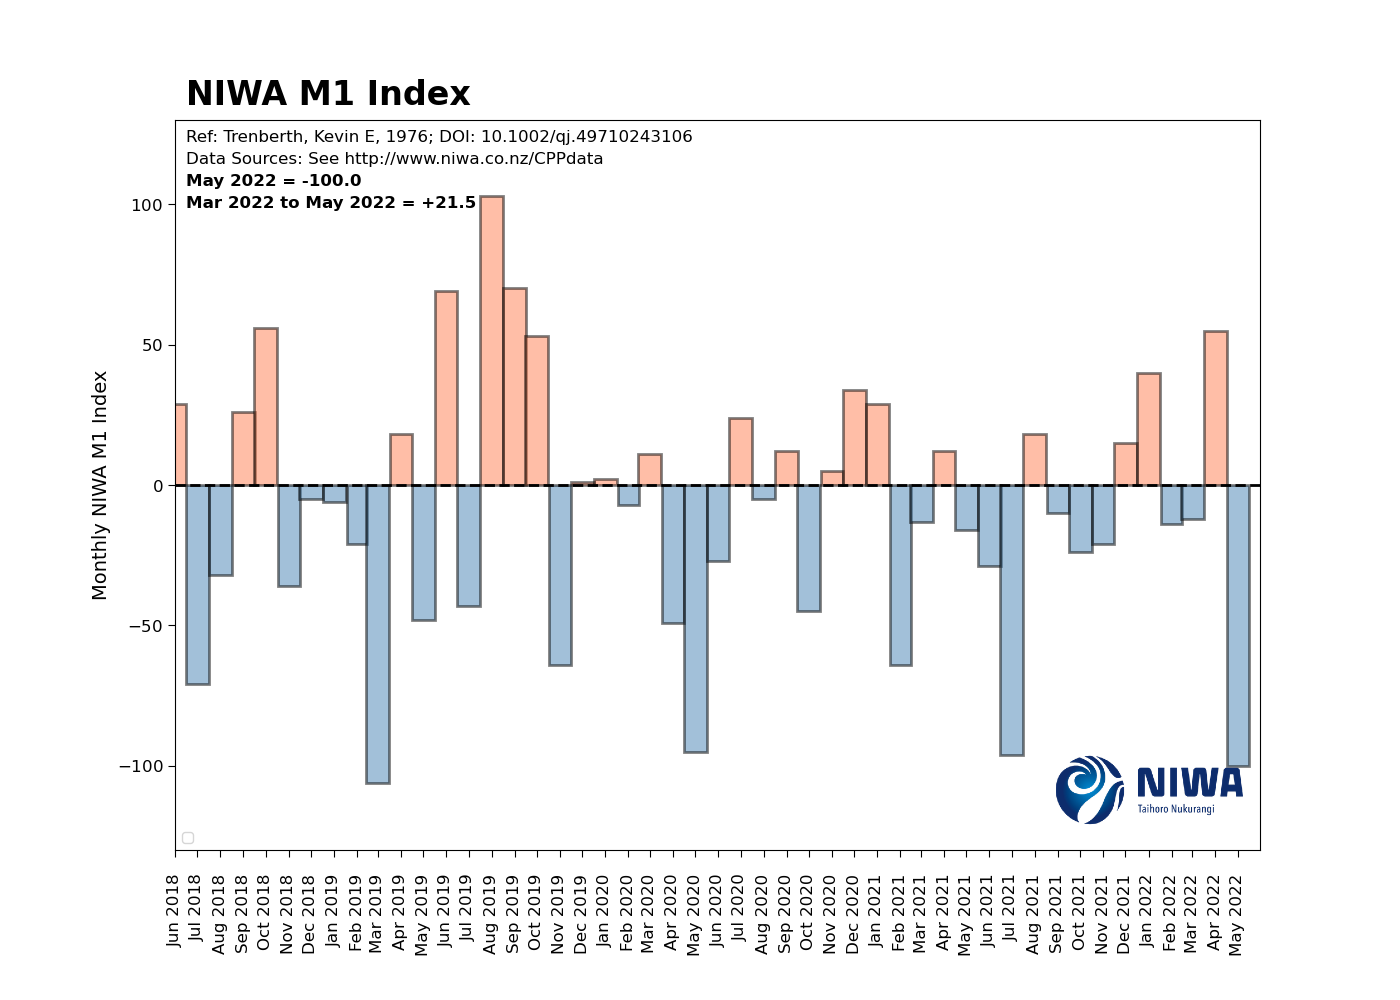 NIWA M1 Index
Ref: Trenberth, Kevin E, 1976; DOI: 10.1002/qj.49710243106
Data Sources: See http://www.niwa.co.nz/CPPdata
May 2022 = -100.0
Mar 2022 to May 2022 = +21.5
Monthly NIWA M1 Index
100
50
0
−50
−100
NIWA
Taihoro Nukurangi
Jun 2018
Jul 2018
Aug 2018
Sep 2018
Oct 2018
Nov 2018
Dec 2018
Jan 2019
Feb 2019
Mar 2019
Apr 2019
May 2019
Jun 2019
Jul 2019
Aug 2019
Sep 2019
Oct 2019
Nov 2019
Dec 2019
Jan 2020
Feb 2020
Mar 2020
Apr 2020
May 2020
Jun 2020
Jul 2020
Aug 2020
Sep 2020
Oct 2020
Nov 2020
Dec 2020
Jan 2021
Feb 2021
Mar 2021
Apr 2021
May 2021
Jun 2021
Jul 2021
Aug 2021
Sep 2021
Oct 2021
Nov 2021
Dec 2021
Jan 2022
Feb 2022
Mar 2022
Apr 2022
May 2022